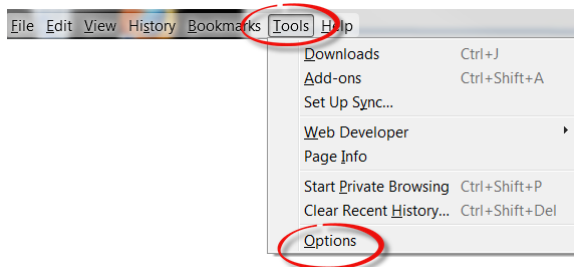 File Edit View History Bookmarks Tools Help
Downloads Ctrl+J
Add-ons Ctrl+Shift+A
Set Up Sync...
Web Developer
Page Info
Start Private Browsing Ctrl+Shift+P
Clear Recent History... Ctrl+Shift+Del
Options